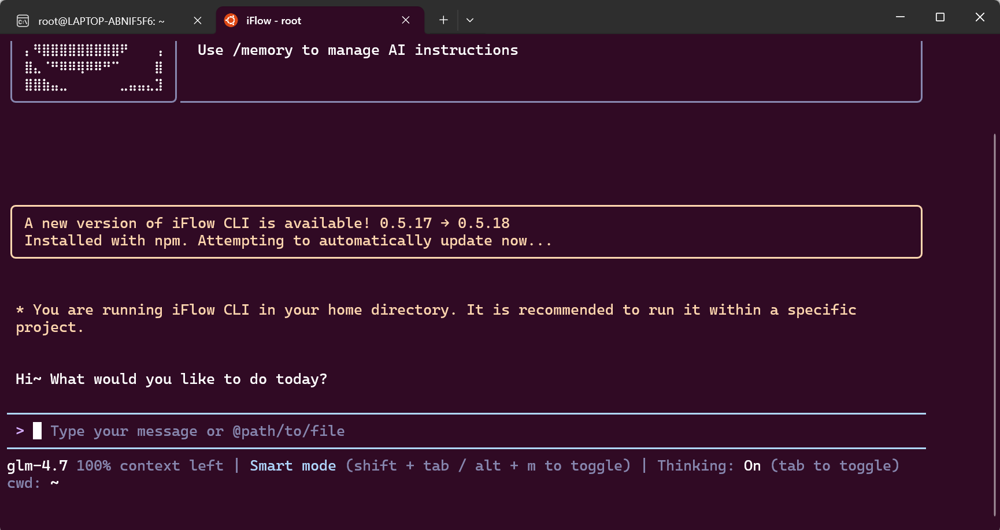 root@LAPTOP-ABNIF5F6: ~
iFlow - root
Use /memory to manage AI instructions
A new version of iFlow CLI is available! 0.5.17 → 0.5.18
Installed with npm. Attempting to automatically update now...
* You are running iFlow CLI in your home directory. It is recommended to run it within a specific
project.
Hi~ What would you like to do today?
> Type your message or @path/to/file
glm-4.7 100% context left | Smart mode (shift + tab / alt + m to toggle) | Thinking: On (tab to toggle)
cwd: ~